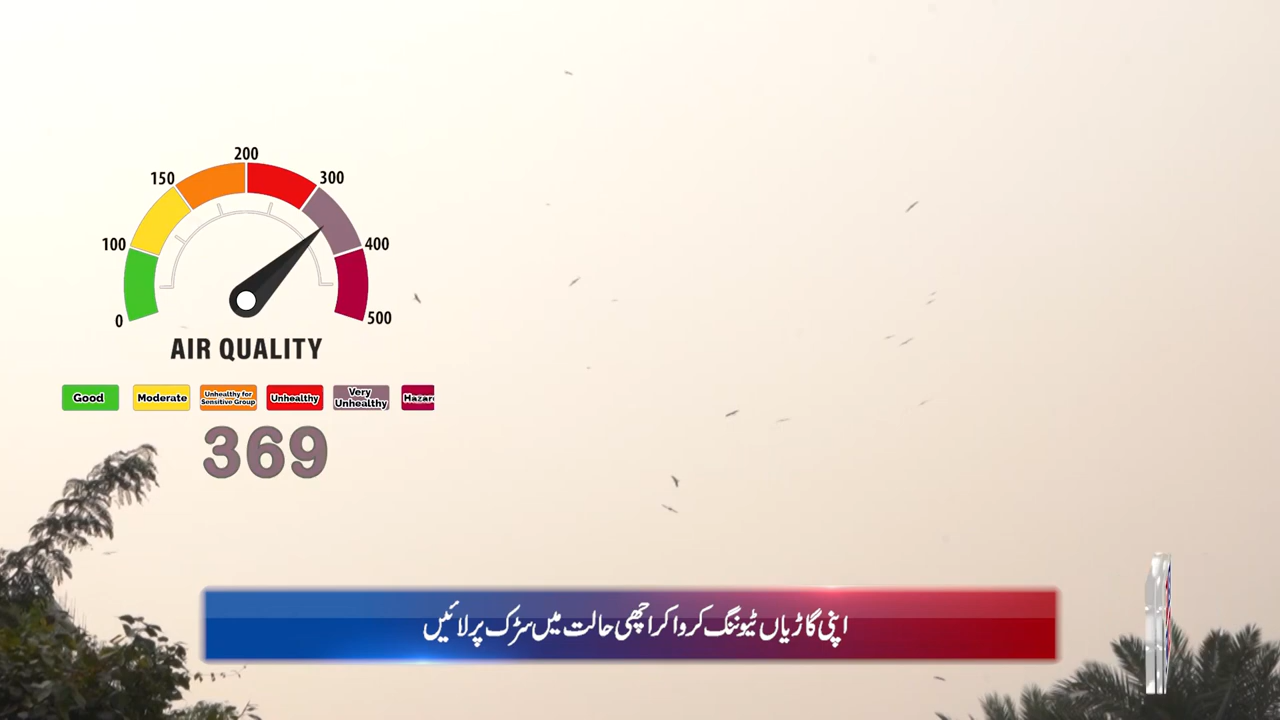 200
150
300
100
400
0
500
AIR QUALITY
Good
Moderate
Unhealthy for
Sensitive Group
Unhealthy
Very
Unhealthy
Hazar
369
اپنی گاڑیاں ٹیوننگ کروا کر اچھی حالت میں سڑک پر لائیں